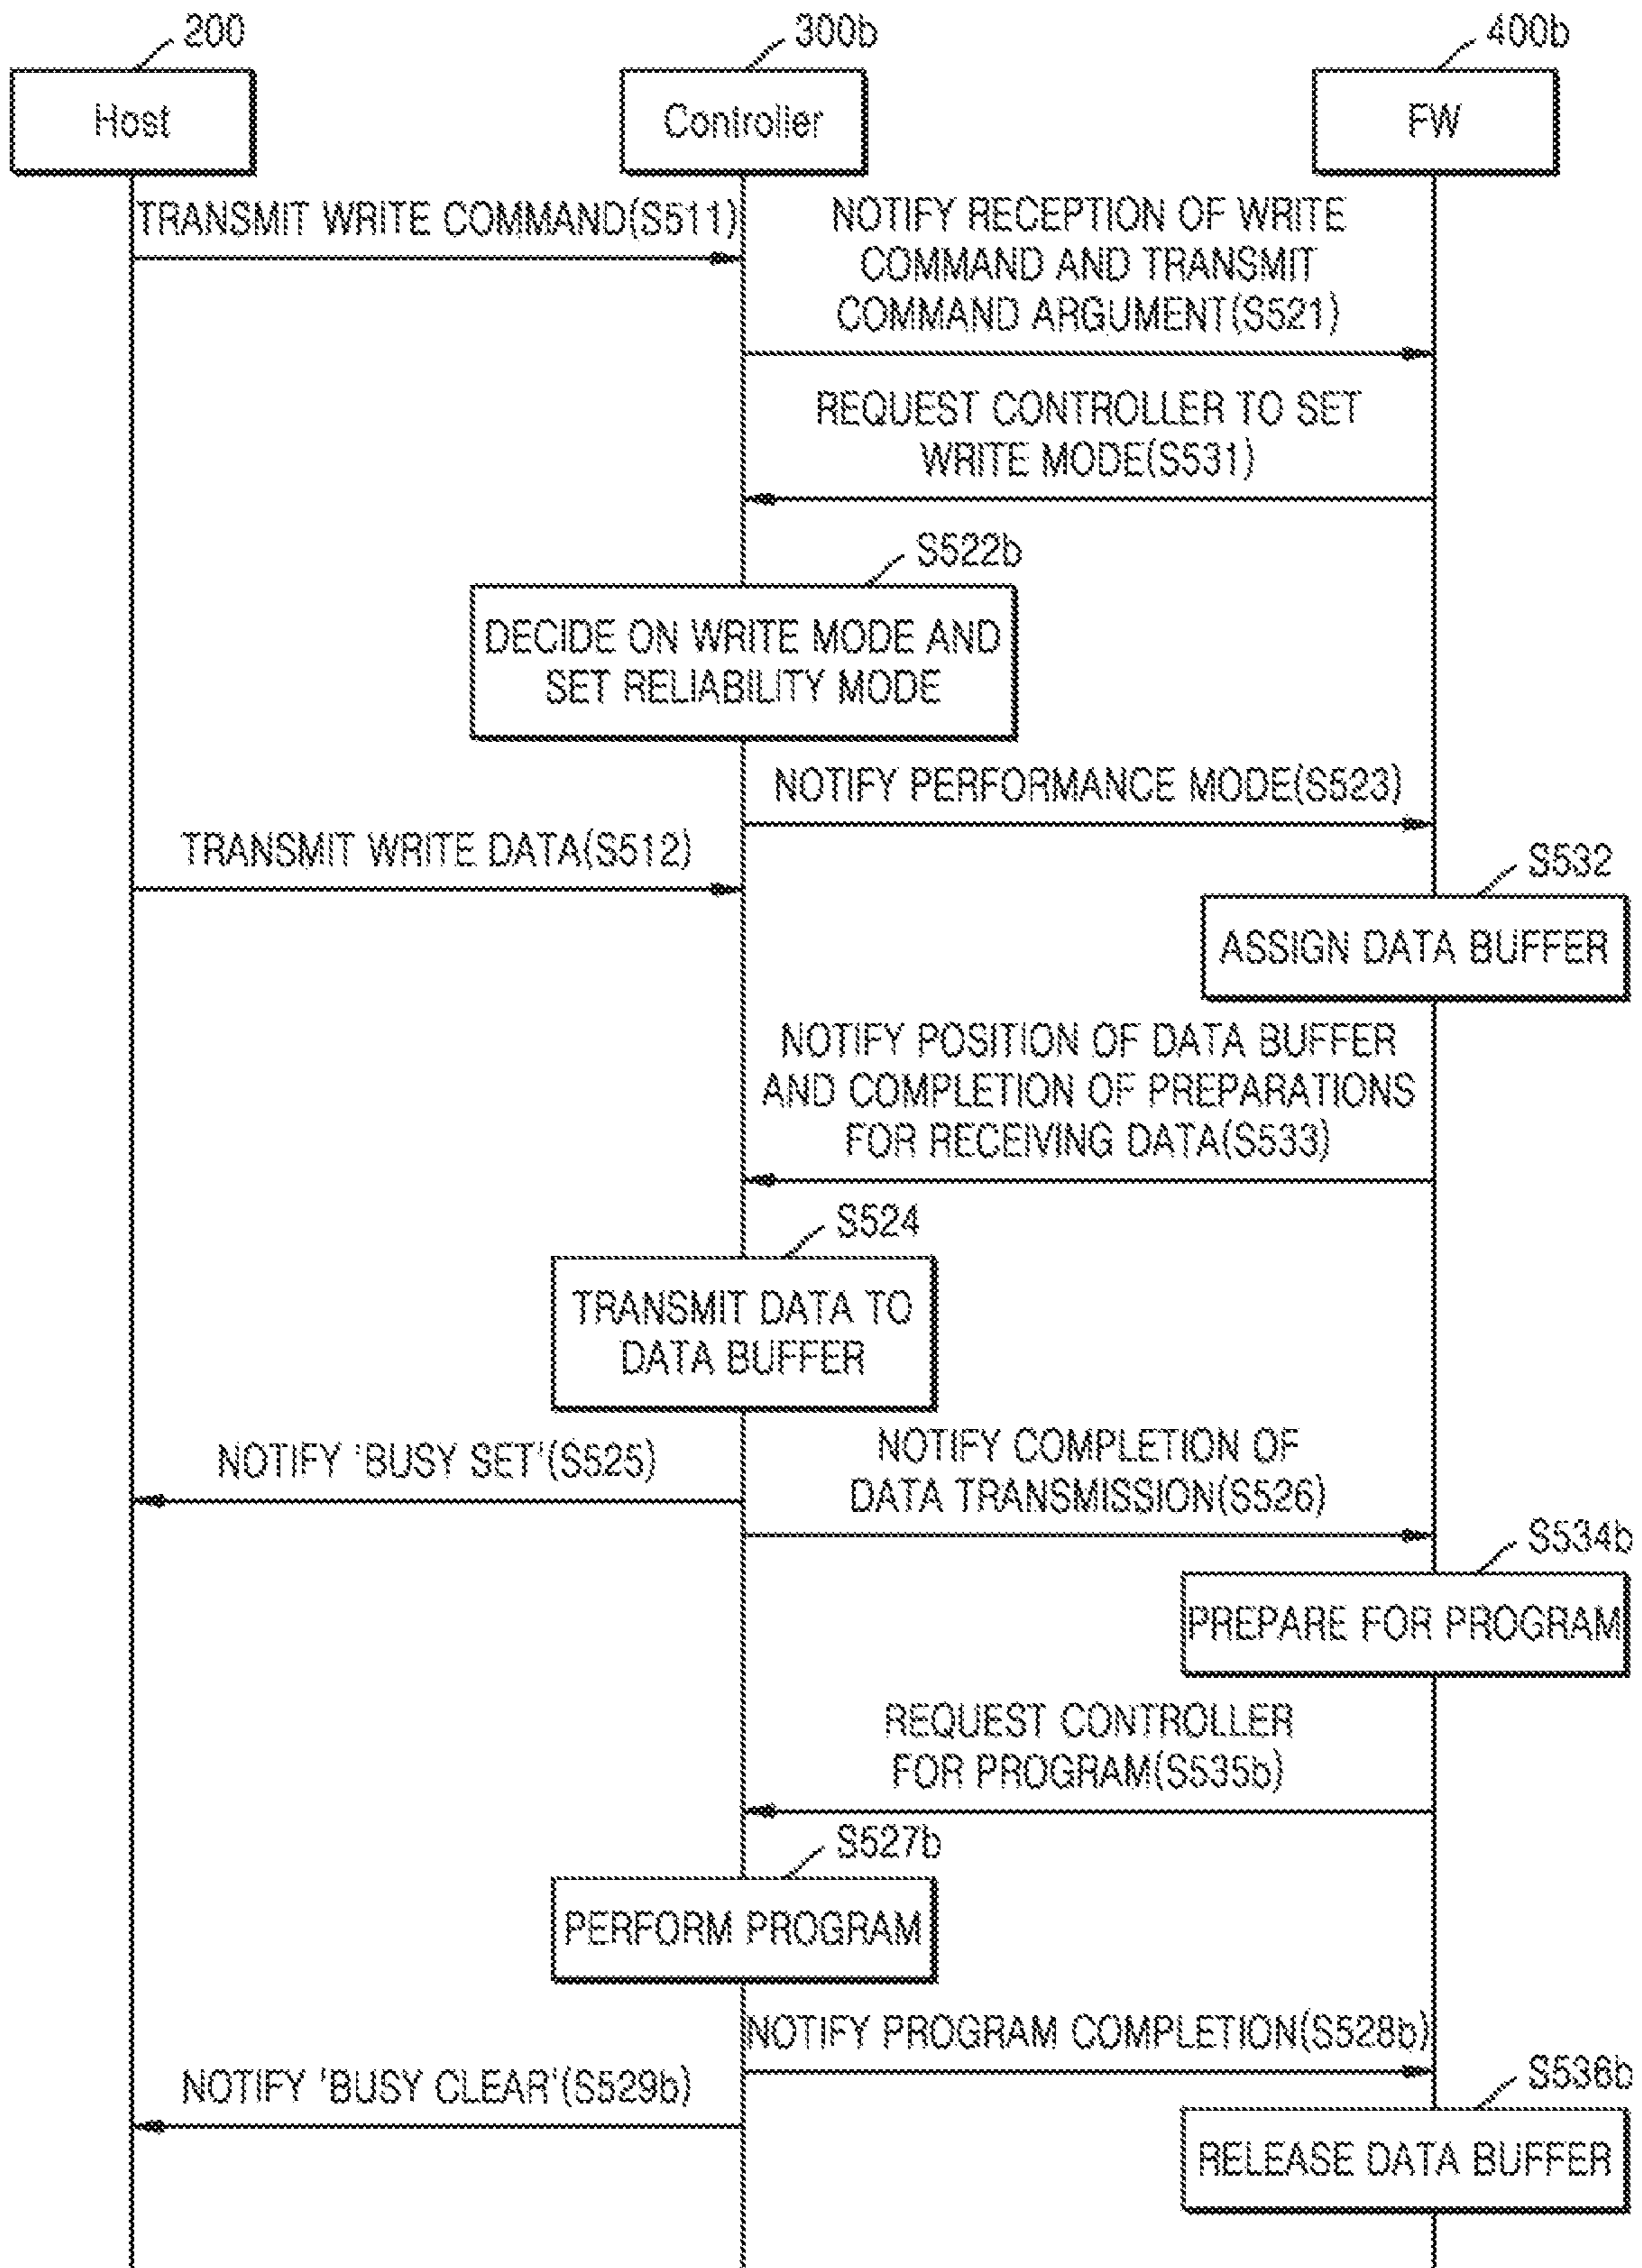 200
300b
400b
Host
Controller
FW
TRANSMIT WRITE COMMAND(S511)
NOTIFY RECEPTION OF WRITE
COMMAND AND TRANSMIT
COMMAND ARGUMENT(S521)
REQUEST CONTROLLER TO SET
WRITE MODE(S531)
S522b
DECIDE ON WRITE MODE AND
SET RELIABILITY MODE
NOTIFY PERFORMANCE MODE(S523)
TRANSMIT WRITE DATA(S512)
S532
ASSIGN DATA BUFFER
NOTIFY POSITION OF DATA BUFFER
AND COMPLETION OF PREPARATIONS
FOR RECEIVING DATA(S533)
S524
TRANSMIT DATA TO
DATA BUFFER
NOTIFY 'BUSY SET'(S525)
NOTIFY COMPLETION OF
DATA TRANSMISSION(S526)
S534b
PREPARE FOR PROGRAM
REQUEST CONTROLLER
FOR PROGRAM(S535b)
S527b
PERFORM PROGRAM
NOTIFY PROGRAM COMPLETION(S528b)
NOTIFY 'BUSY CLEAR'(S529b)
S536b
RELEASE DATA BUFFER